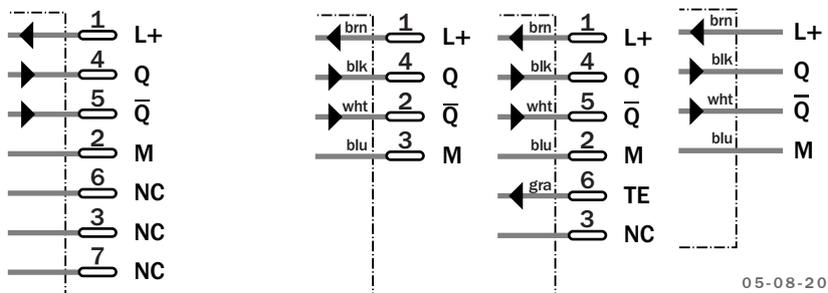 1 L+
4 Q
5 Q̅
2 M
6 NC
3 NC
7 NC
brn 1 L+
blk 4 Q
wht 2 Q̅
blu 3 M
brn 1 L+
blk 4 Q
wht 5 Q̅
blu 2 M
gra 6 TE
3 NC
brn L+
blk Q
wht Q̅
blu M
05-08-20